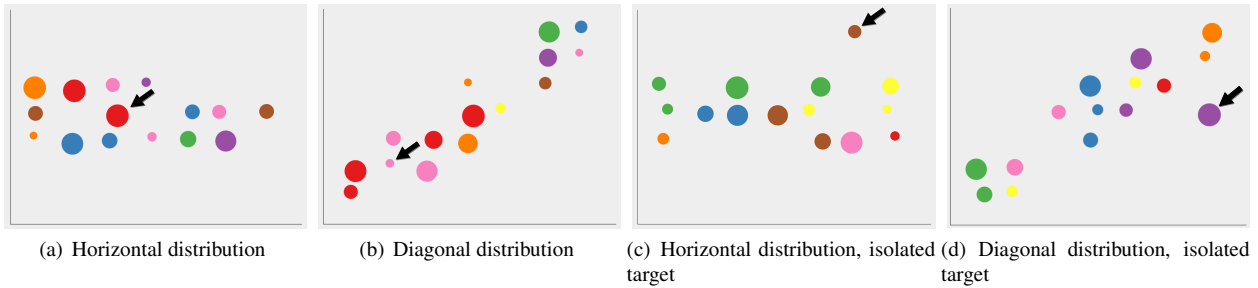 (a) Horizontal distribution
(b) Diagonal distribution
(c) Horizontal distribution, isolated
target
(d) Diagonal distribution, isolated
target